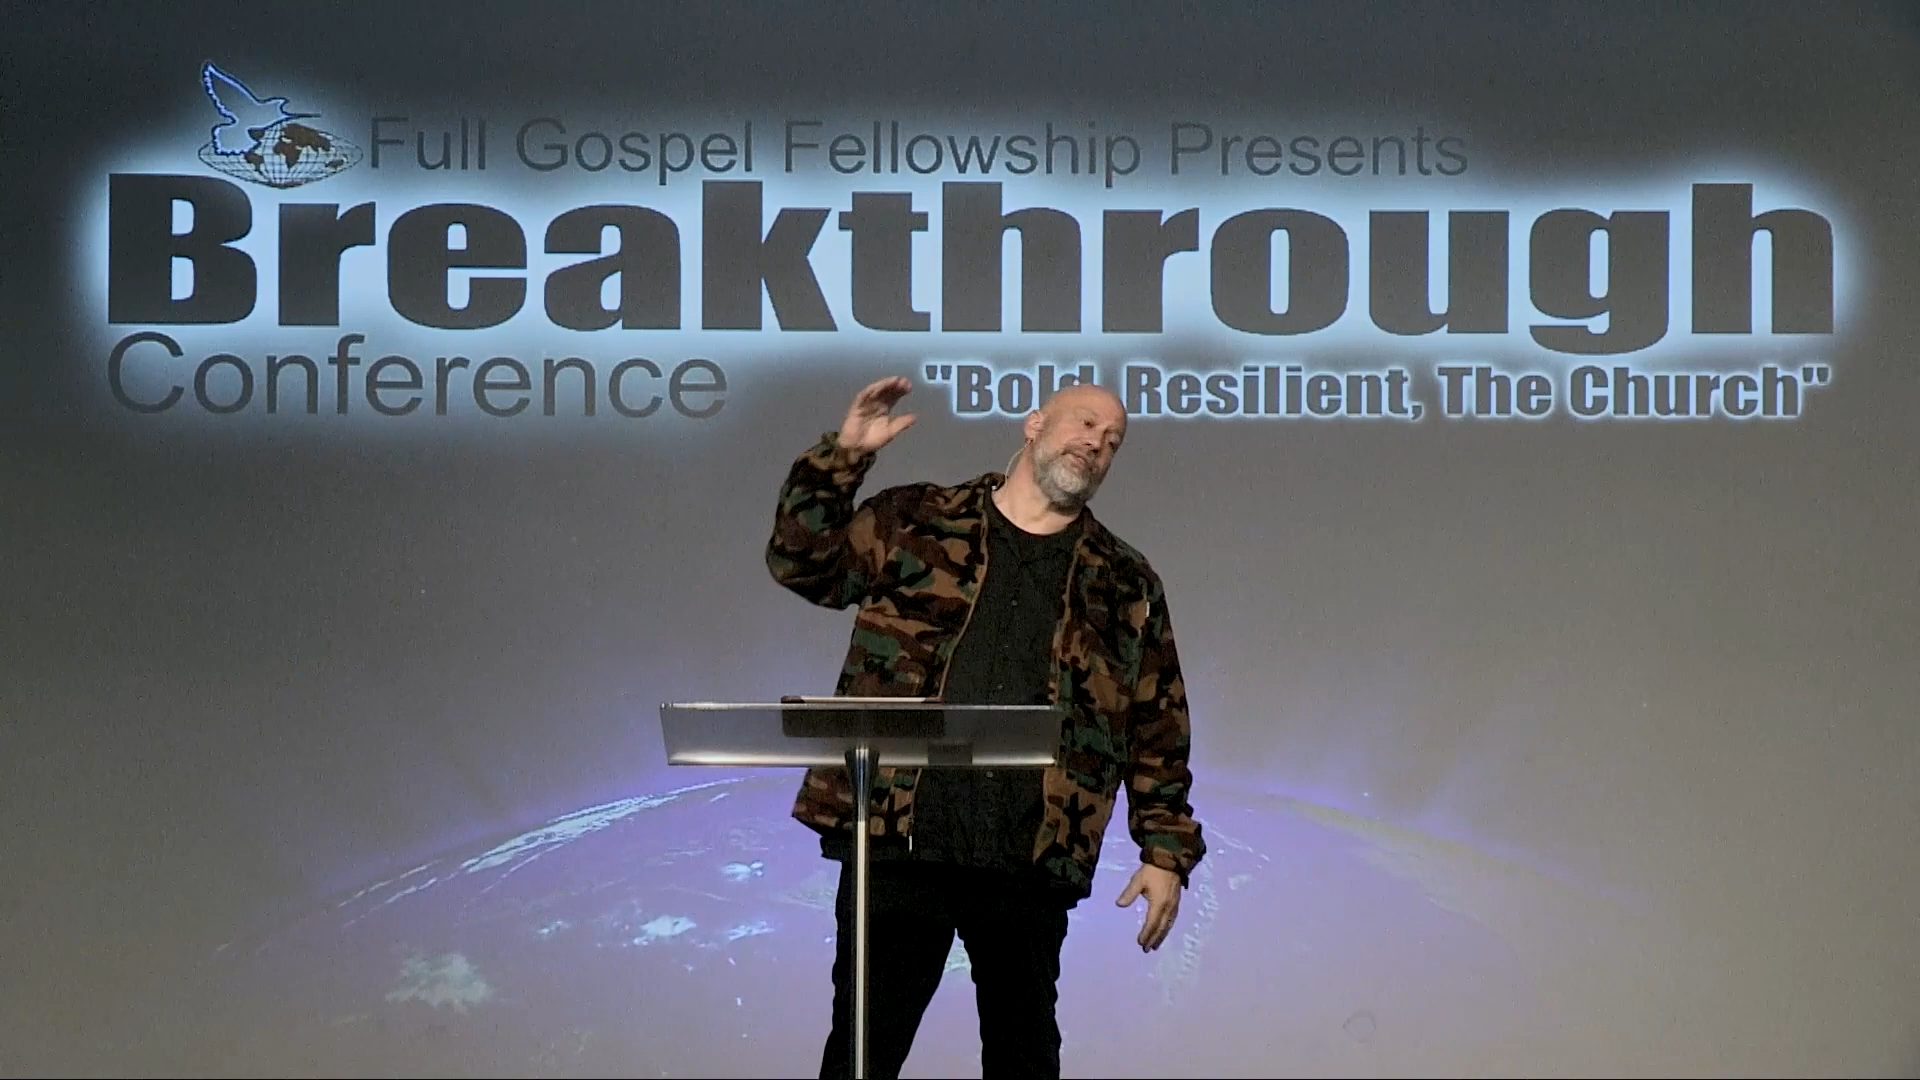 Full Gospel Fellowship Presents
Breakthrough
Conference
"Bold, Resilient, The Church"